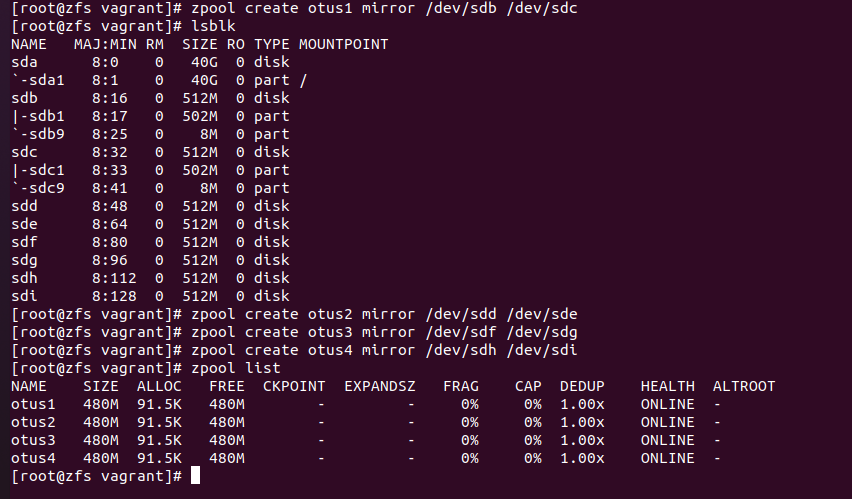 [root@zfs vagrant]# zpool create otus1 mirror /dev/sdb /dev/sdc
[root@zfs vagrant]# lsblk
NAME   MAJ:MIN RM  SIZE RO TYPE MOUNTPOINT
sda      8:0    0   40G  0 disk
`-sda1   8:1    0   40G  0 part /
sdb      8:16   0  512M  0 disk
|-sdb1   8:17   0  502M  0 part
`-sdb9   8:25   0    8M  0 part
sdc      8:32   0  512M  0 disk
|-sdc1   8:33   0  502M  0 part
`-sdc9   8:41   0    8M  0 part
sdd      8:48   0  512M  0 disk
sde      8:64   0  512M  0 disk
sdf      8:80   0  512M  0 disk
sdg      8:96   0  512M  0 disk
sdh      8:112  0  512M  0 disk
sdi      8:128  0  512M  0 disk
[root@zfs vagrant]# zpool create otus2 mirror /dev/sdd /dev/sde
[root@zfs vagrant]# zpool create otus3 mirror /dev/sdf /dev/sdg
[root@zfs vagrant]# zpool create otus4 mirror /dev/sdh /dev/sdi
[root@zfs vagrant]# zpool list
NAME    SIZE  ALLOC   FREE  CKPOINT  EXPANDSZ   FRAG    CAP  DEDUP    HEALTH  ALTROOT
otus1   480M  91.5K   480M        -         -     0%     0%  1.00x    ONLINE  -
otus2   480M  91.5K   480M        -         -     0%     0%  1.00x    ONLINE  -
otus3   480M  91.5K   480M        -         -     0%     0%  1.00x    ONLINE  -
otus4   480M  91.5K   480M        -         -     0%     0%  1.00x    ONLINE  -
[root@zfs vagrant]#